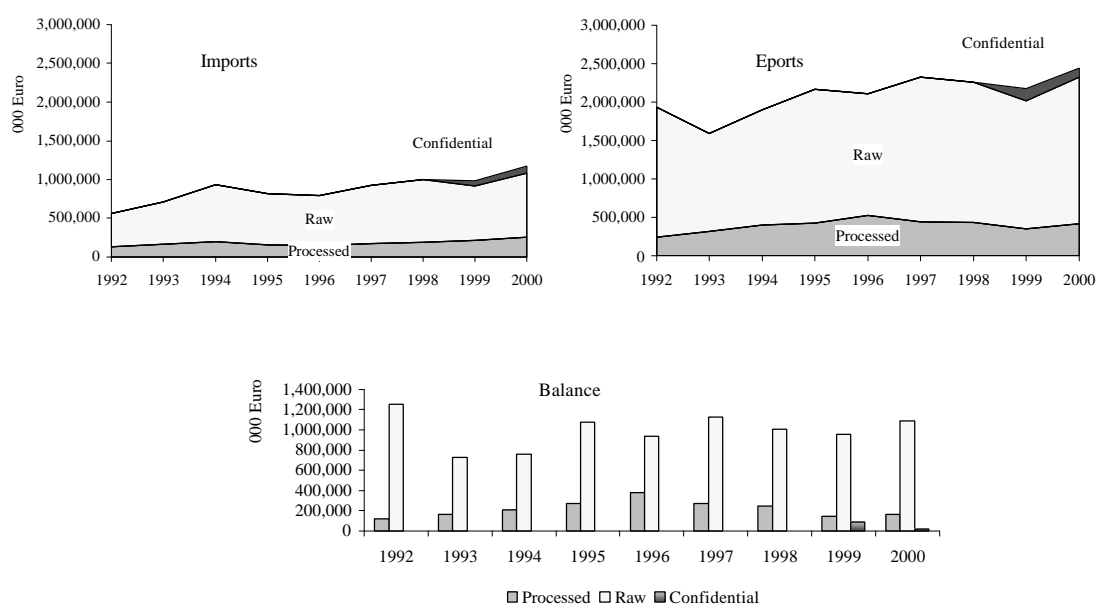 Imports
000 Euro
3,000,000
2,500,000
2,000,000
1,500,000
1,000,000
500,000
0
Confidential
Raw
Processed
1992 1993 1994 1995 1996 1997 1998 1999 2000
Eports
000 Euro
3,000,000
2,500,000
2,000,000
1,500,000
1,000,000
500,000
0
Confidential
Raw
Processed
1992 1993 1994 1995 1996 1997 1998 1999 2000
Balance
000 Euro
1,400,000
1,200,000
1,000,000
800,000
600,000
400,000
200,000
0
1992 1993 1994 1995 1996 1997 1998 1999 2000
Processed Raw Confidential